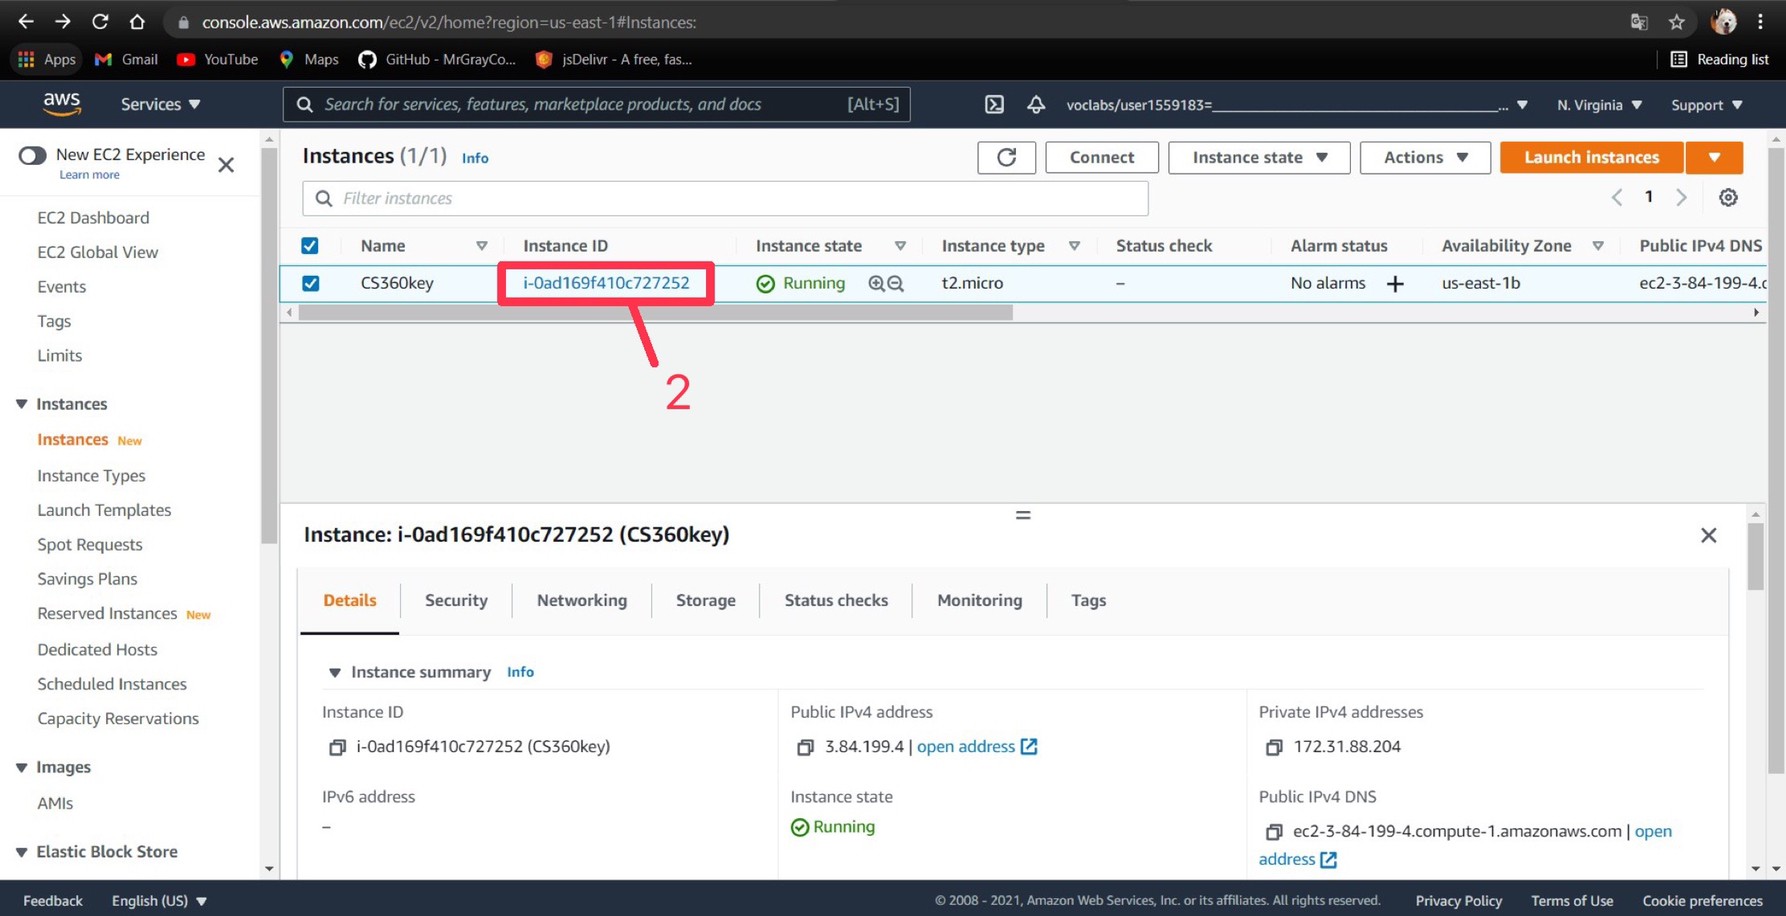 console.aws.amazon.com/ec2/v2/home?region=us-east-1#Instances:
Apps Gmail YouTube Maps GitHub - MrGrayCo... jsDelivr - A free, fas... Reading list
aws Services Search for services, features, marketplace products, and docs [Alt+S] voclabs/user1559183=________________________________... N. Virginia Support
New EC2 Experience
Learn more
EC2 Dashboard
EC2 Global View
Events
Tags
Limits
Instances
Instances New
Instance Types
Launch Templates
Spot Requests
Savings Plans
Reserved Instances New
Dedicated Hosts
Scheduled Instances
Capacity Reservations
Images
AMIs
Elastic Block Store
Instances (1/1) Info Connect Instance state Actions Launch instances
Filter instances 1
Name Instance ID Instance state Instance type Status check Alarm status Availability Zone Public IPv4 DNS
CS360key i-0ad169f410c727252 Running t2.micro – No alarms + us-east-1b ec2-3-84-199-4.c
2
Instance: i-0ad169f410c727252 (CS360key)
Details Security Networking Storage Status checks Monitoring Tags
Instance summary Info
Instance ID
i-0ad169f410c727252 (CS360key)
Public IPv4 address
3.84.199.4 | open address
Private IPv4 addresses
172.31.88.204
IPv6 address
–
Instance state
Running
Public IPv4 DNS
ec2-3-84-199-4.compute-1.amazonaws.com | open
address
Feedback English (US) © 2008 - 2021, Amazon Web Services, Inc. or its affiliates. All rights reserved. Privacy Policy Terms of Use Cookie preferences